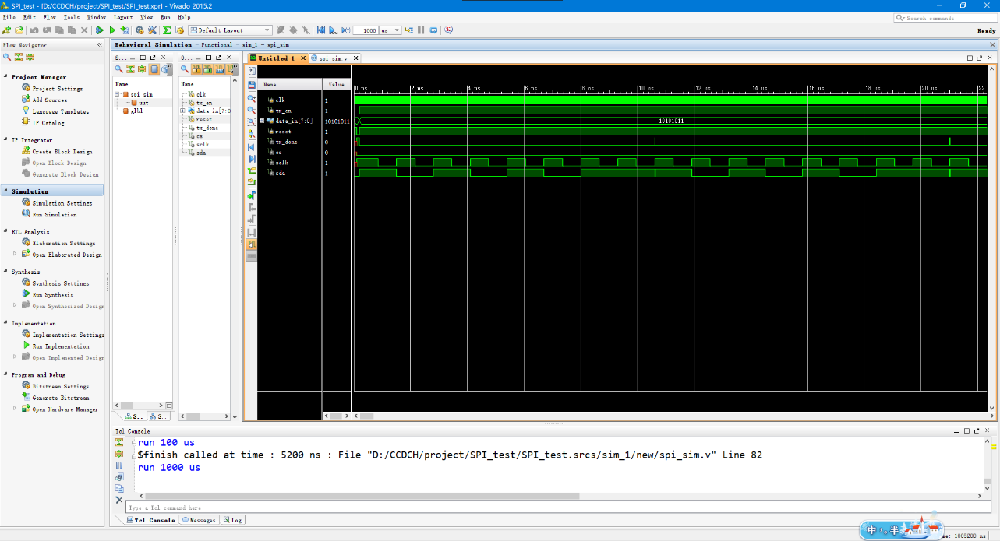 SPI_test - [D:/CCDCH/project/SPI_test/SPI_test.xpr] - Vivado 2015.2
File Edit Flow Tools Window Layout View Run Help
Search commands
Default Layout
1000 us
Ready
Flow Navigator
Project Manager
Project Settings
Add Sources
Language Templates
IP Catalog
IP Integrator
Create Block Design
Open Block Design
Generate Block Design
Simulation
Simulation Settings
Run Simulation
RTL Analysis
Elaboration Settings
Open Elaborated Design
Synthesis
Synthesis Settings
Run Synthesis
Open Synthesized Design
Implementation
Implementation Settings
Run Implementation
Open Implemented Design
Program and Debug
Bitstream Settings
Generate Bitstream
Open Hardware Manager
Behavioral Simulation - Functional - sim_1 - spi_sim
S...
Name
spi_sim
uut
glbl
S.. S..
O...
Name
clk
tx_en
data_in[7:0
reset
tx_done
cs
sclk
sda
Untitled 1
spi_sim.v
Name Value
clk 1
tx_en 1
data_in[7:0] 10101011
reset 1
tx_done 0
cs 0
sclk 1
sda 1
0 us 2 us 4 us 6 us 8 us 10 us 12 us 14 us 16 us 18 us 20 us 22
10101011
Tcl Console
run 100 us
$finish called at time : 5200 ns : File "D:/CCDCH/project/SPI_test/SPI_test.srcs/sim_1/new/spi_sim.v" Line 82
run 1000 us
Type a Tcl command here
Tcl Console Messages Log
中 半
1005200 ns